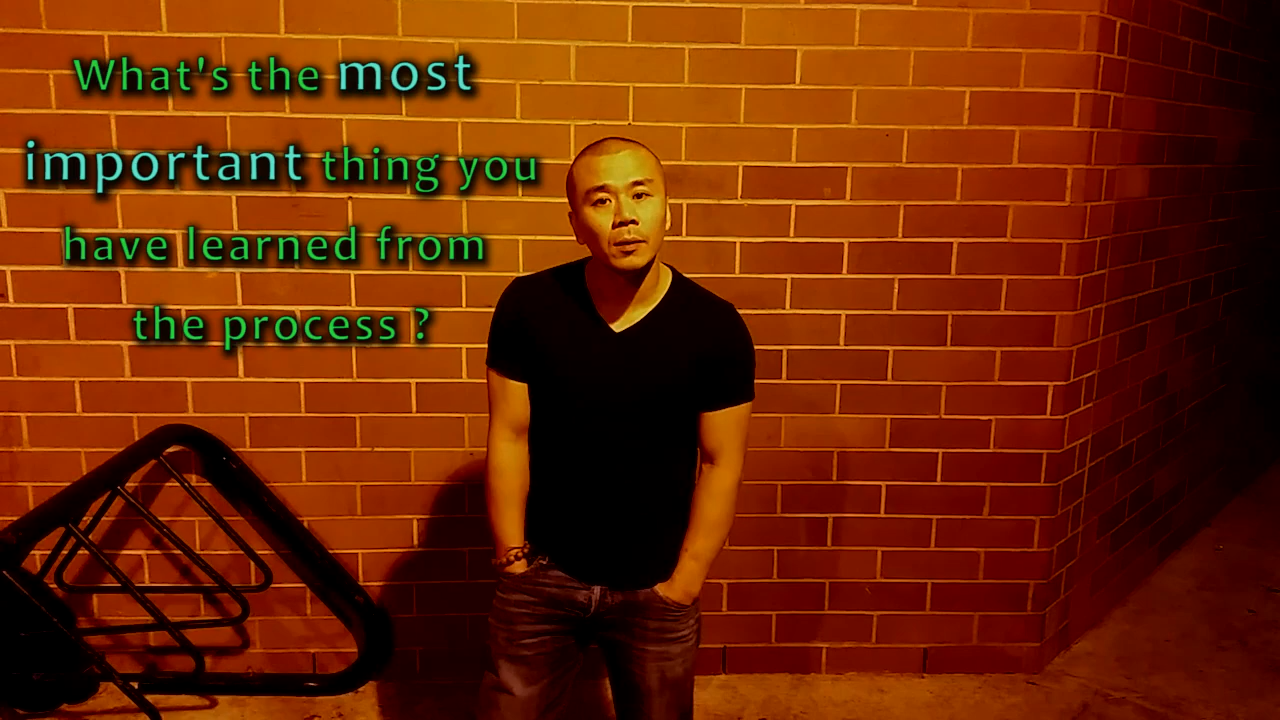 What's the most
important thing you
have learned from
the process ?